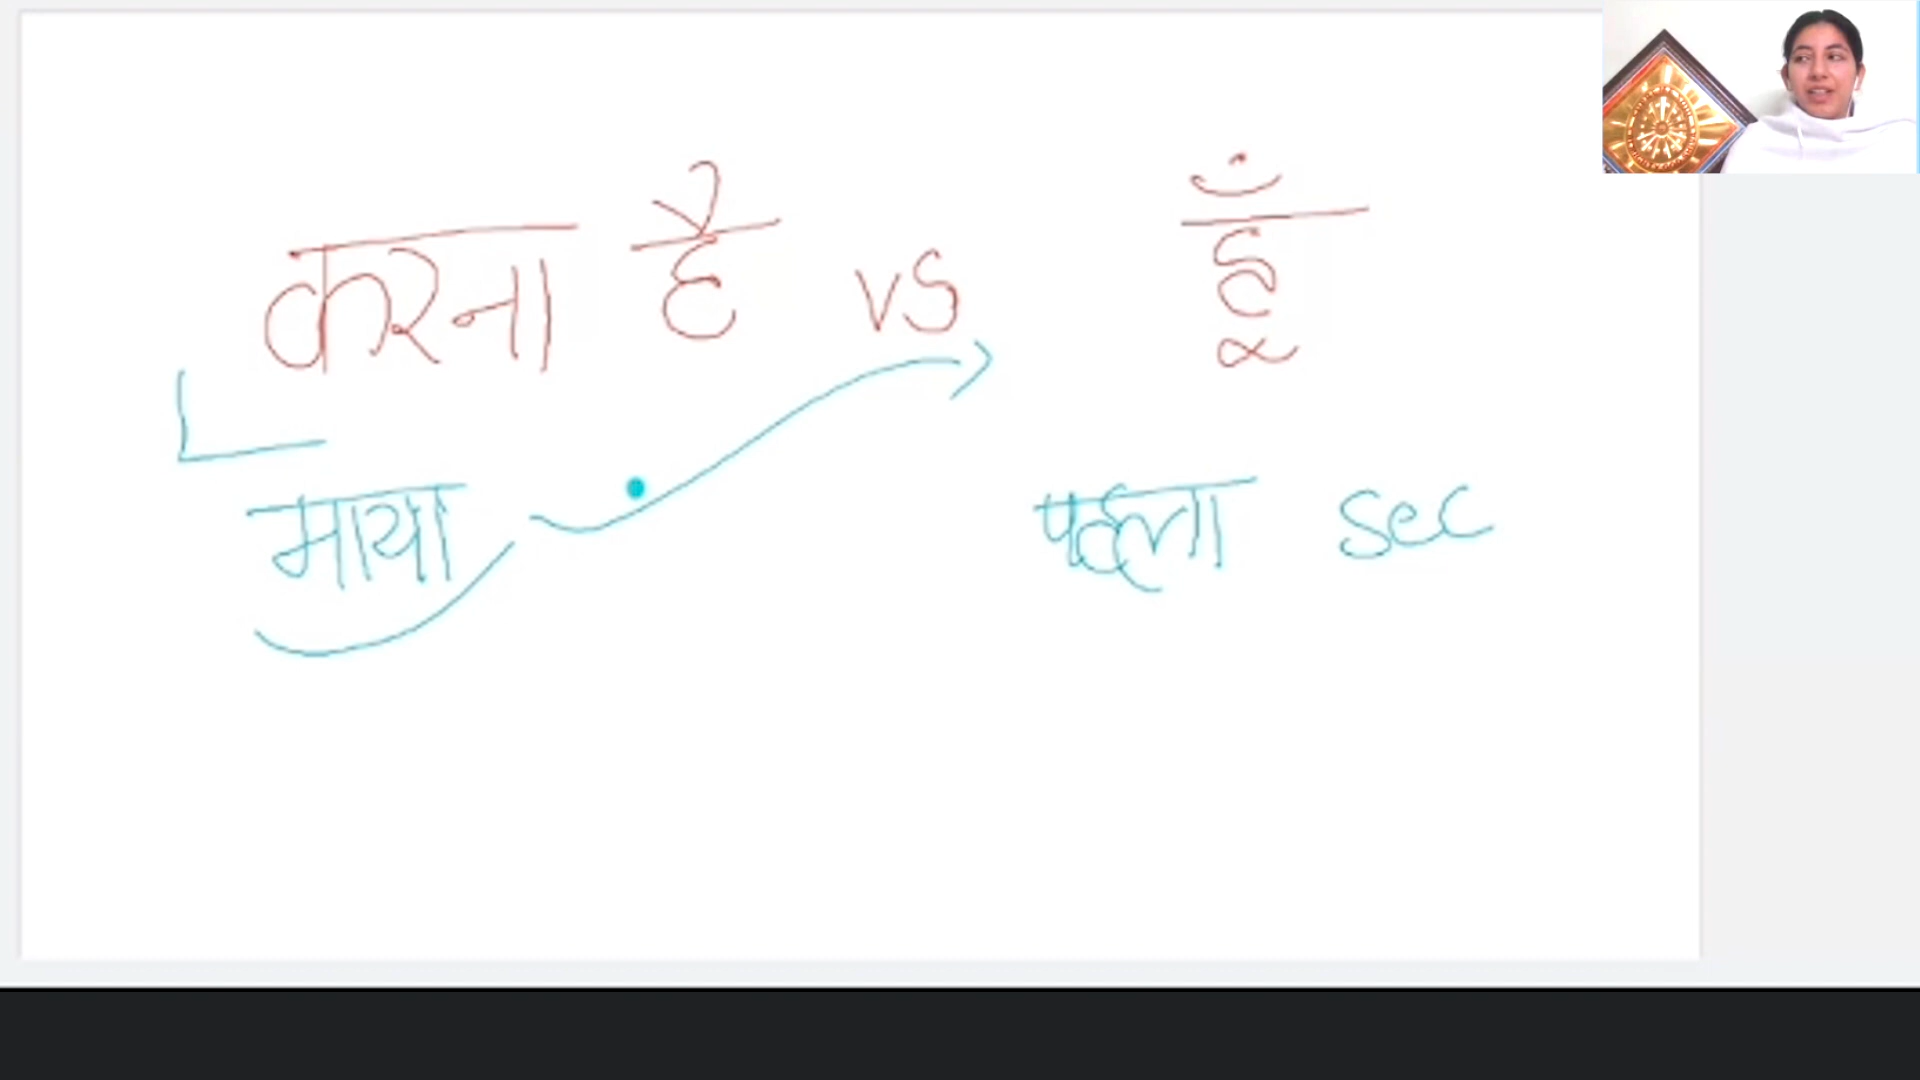 करना है vs हूँ
माया पहला sec